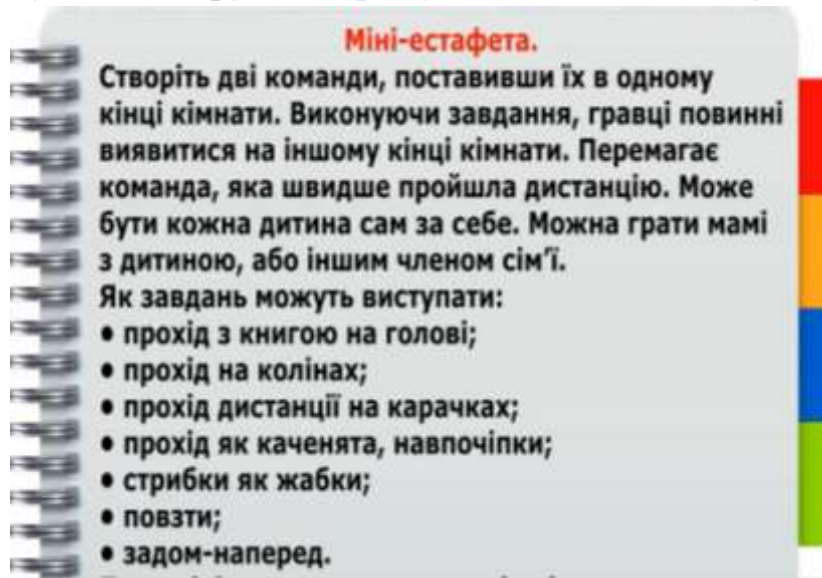 Міні-естафета.
Створіть дві команди, поставивши їх в одному
кінці кімнати. Виконуючи завдання, гравці повинні
виявитися на іншому кінці кімнати. Перемагає
команда, яка швидше пройшла дистанцію. Може
бути кожна дитина сам за себе. Можна грати мамі
з дитиною, або іншим членом сім’ї.
Як завдань можуть виступати:
• прохід з книгою на голові;
• прохід на колінах;
• прохід дистанції на карачках;
• прохід як каченята, навпочіпки;
• стрибки як жабки;
• повзти;
• задом-наперед.